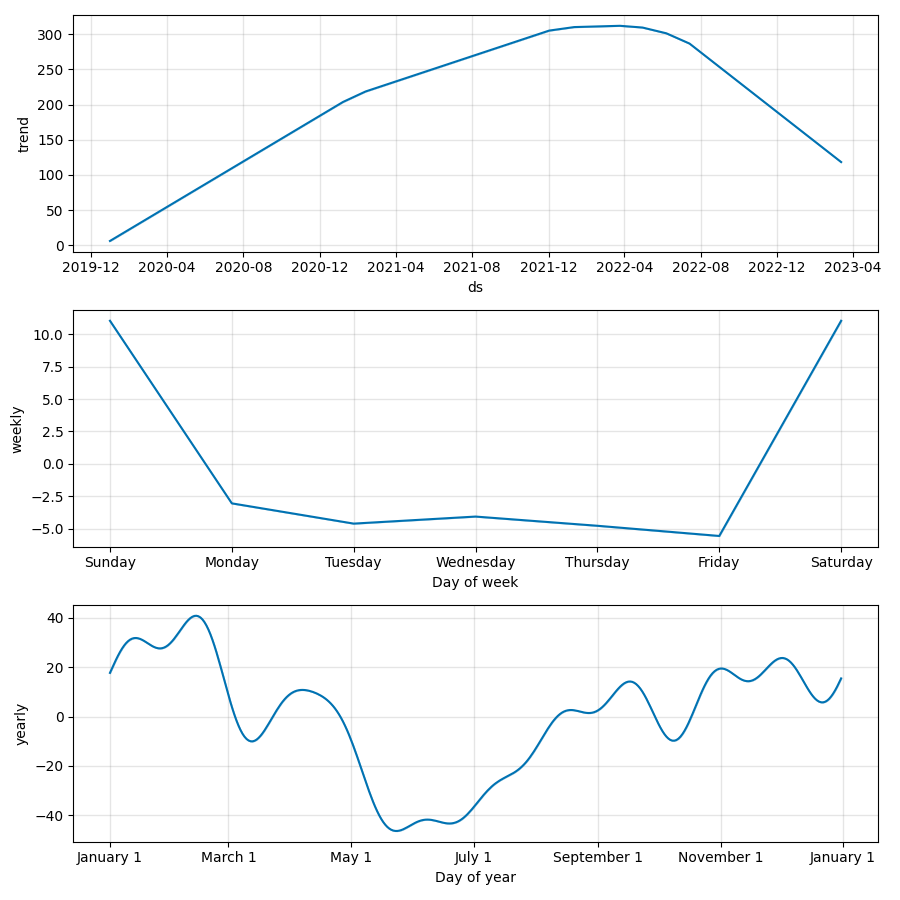 trend
300
250
200
150
100
50
0
2019-12 2020-04 2020-08 2020-12 2021-04 2021-08 2021-12 2022-04 2022-08 2022-12 2023-04
ds
weekly
10.0
7.5
5.0
2.5
0.0
−2.5
−5.0
Sunday Monday Tuesday Wednesday Thursday Friday Saturday
Day of week
yearly
40
20
0
−20
−40
January 1 March 1 May 1 July 1 September 1 November 1 January 1
Day of year